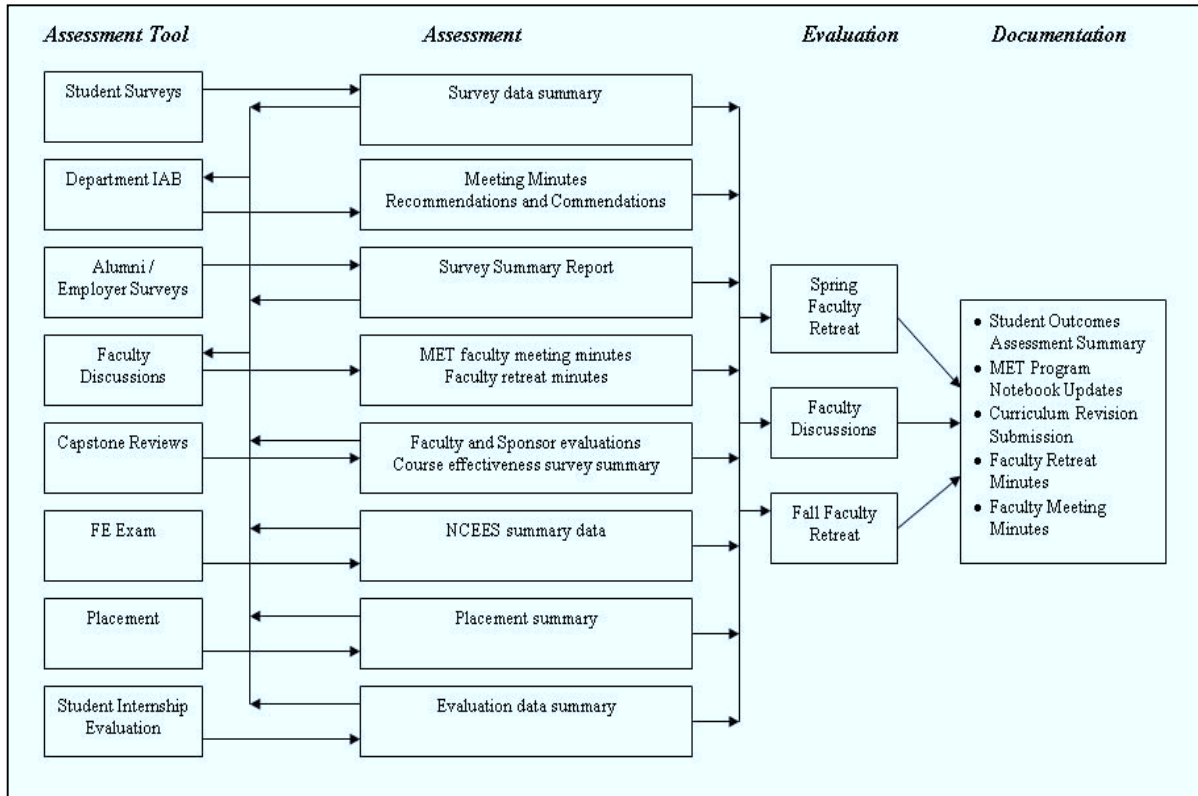 Assessment Tool
Assessment
Evaluation
Documentation
Student Surveys
Survey data summary
Department IAB
Meeting Minutes
Recommendations and Commendations
Alumni /
Employer Surveys
Survey Summary Report
Faculty
Discussions
MET faculty meeting minutes
Faculty retreat minutes
Capstone Reviews
Faculty and Sponsor evaluations
Course effectiveness survey summary
FE Exam
NCEES summary data
Placement
Placement summary
Student Internship
Evaluation
Evaluation data summary
Spring
Faculty
Retreat
Faculty
Discussions
Fall Faculty
Retreat
• Student Outcomes
Assessment Summary
• MET Program
Notebook Updates
• Curriculum Revision
Submission
• Faculty Retreat
Minutes
• Faculty Meeting
Minutes